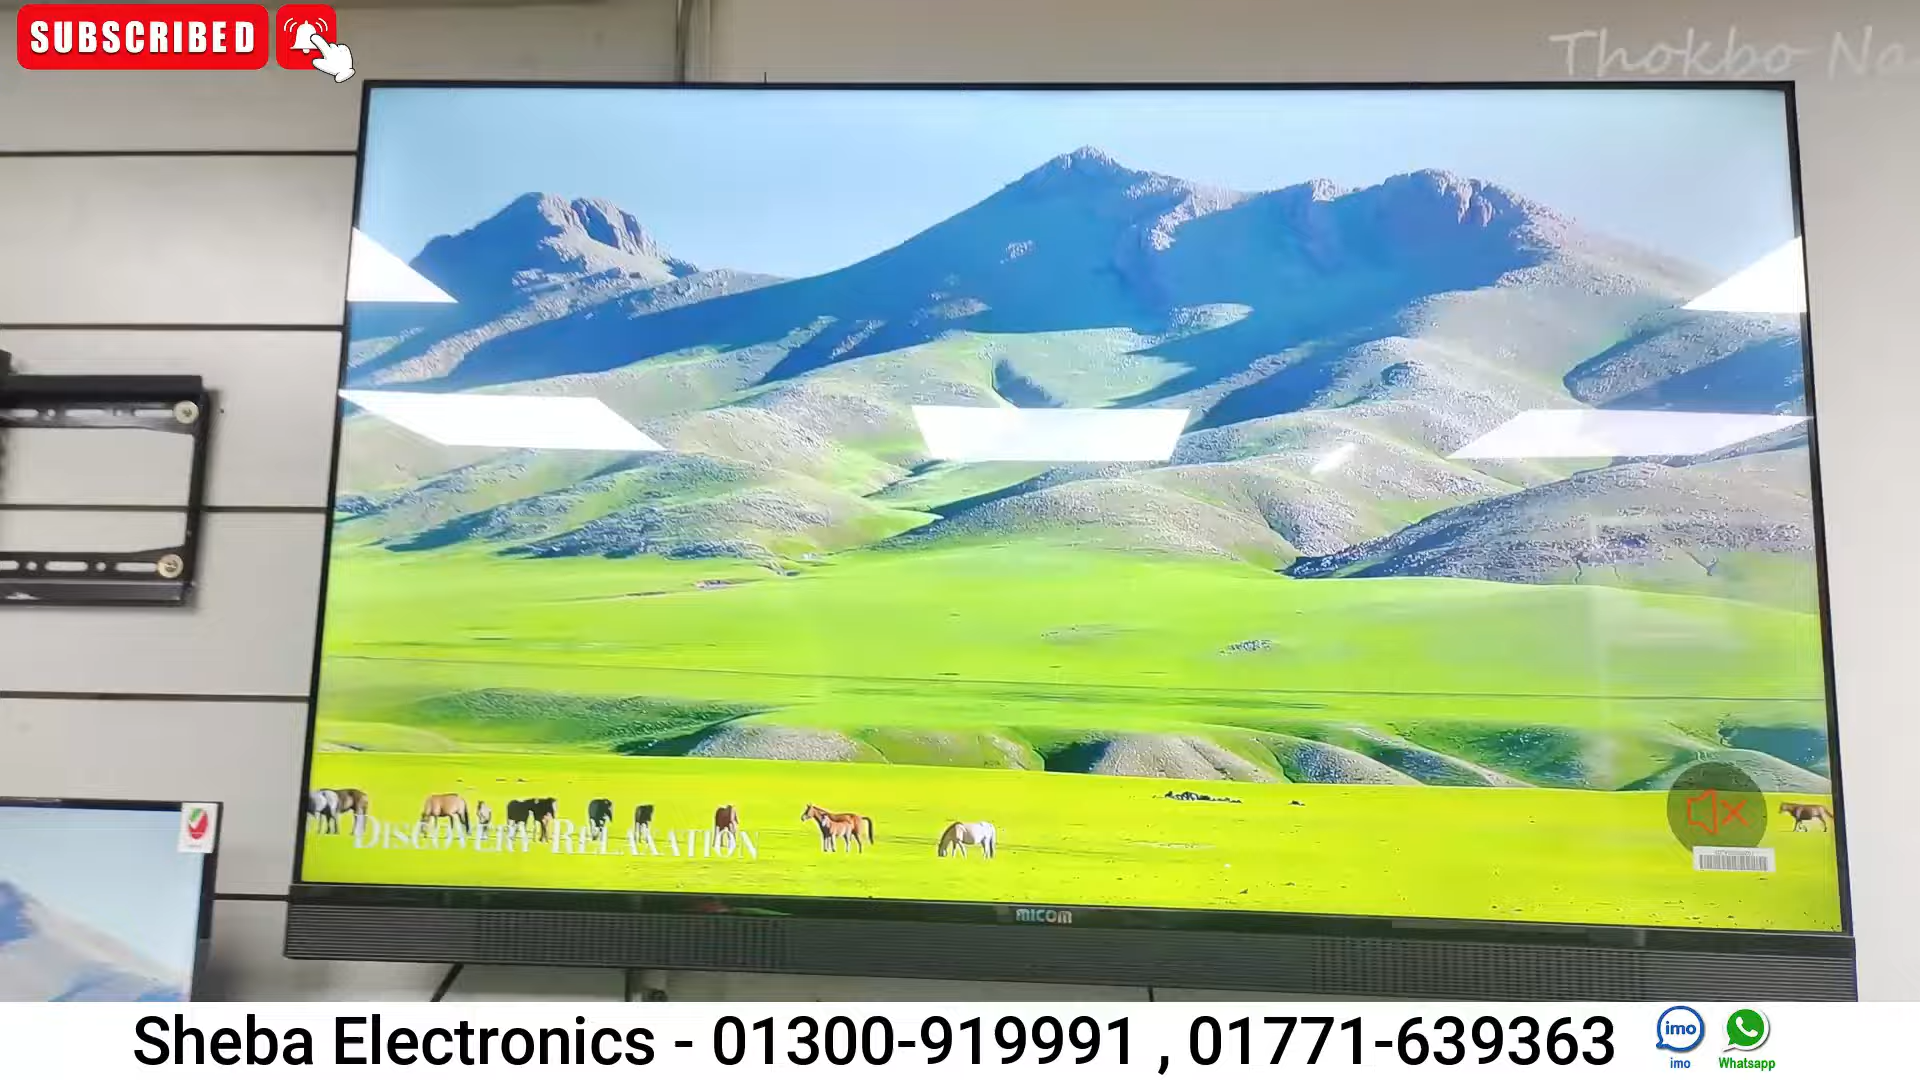 SUBSCRIBED
Thokbo Na
DISCOVERY RELAXATION
MICOM
Sheba Electronics - 01300-919991 , 01771-639363
imo
imo
Whatsapp